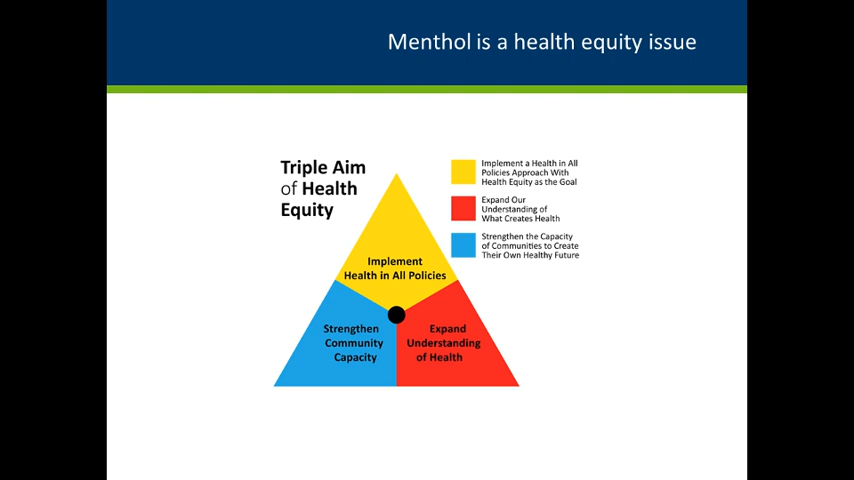 Menthol is a health equity issue
Triple Aim
of Health
Equity
Implement a Health in All
Policies Approach With
Health Equity as the Goal
Expand Our
Understanding of
What Creates Health
Strengthen the Capacity
of Communities to Create
Their Own Healthy Future
Implement
Health in All Policies
Strengthen
Community
Capacity
Expand
Understanding
of Health